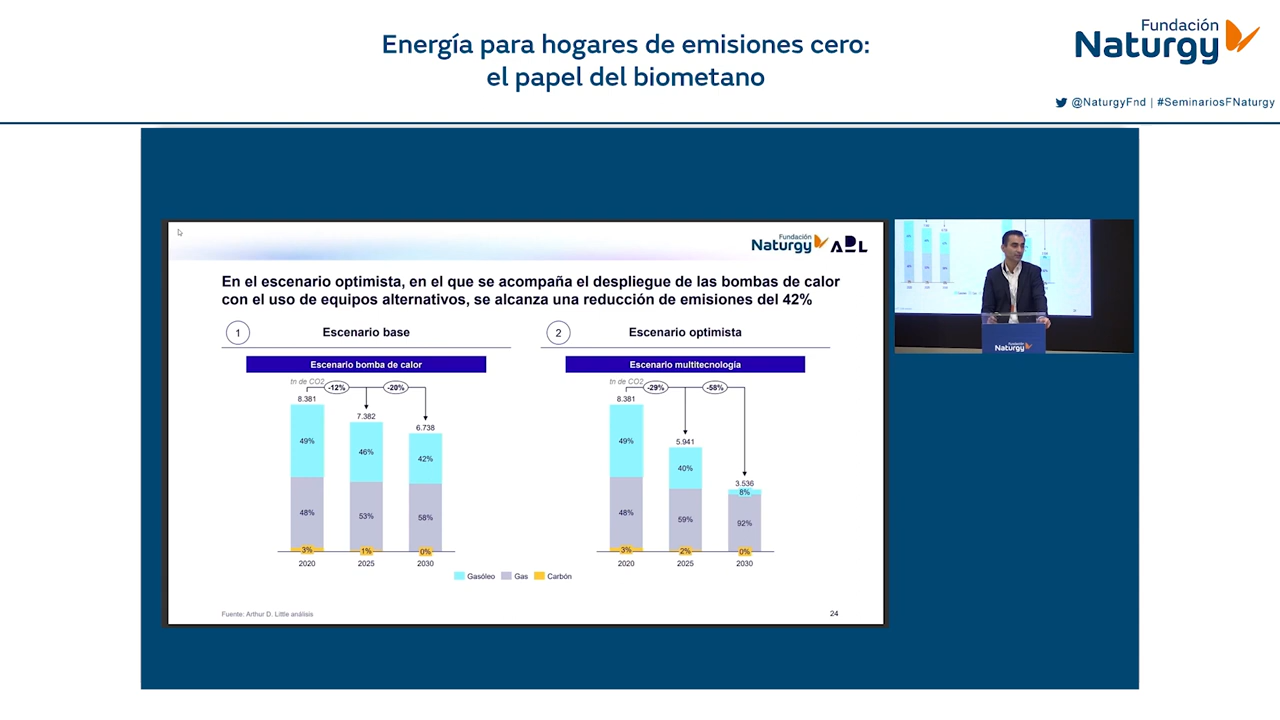 Energía para hogares de emisiones cero:
el papel del biometano
Fundación
Naturgy
@NaturgyFnd | #SeminariosFNaturgy
Fundación
Naturgy ADL
En el escenario optimista, en el que se acompaña el despliegue de las bombas de calor
con el uso de equipos alternativos, se alcanza una reducción de emisiones del 42%
1 Escenario base
Escenario bomba de calor
tn de CO2
-12% -20%
8.381
7.382
6.738
49%
46%
42%
48%
53%
58%
3% 1% 0%
2020 2025 2030
2 Escenario optimista
Escenario multitecnología
tn de CO2
-29% -58%
8.381
5.941
3.536
49%
40%
8%
48%
59%
92%
3% 2% 0%
2020 2025 2030
Gasóleo Gas Carbón
Fuente: Arthur D. Little análisis
24
Fundación
Naturgy